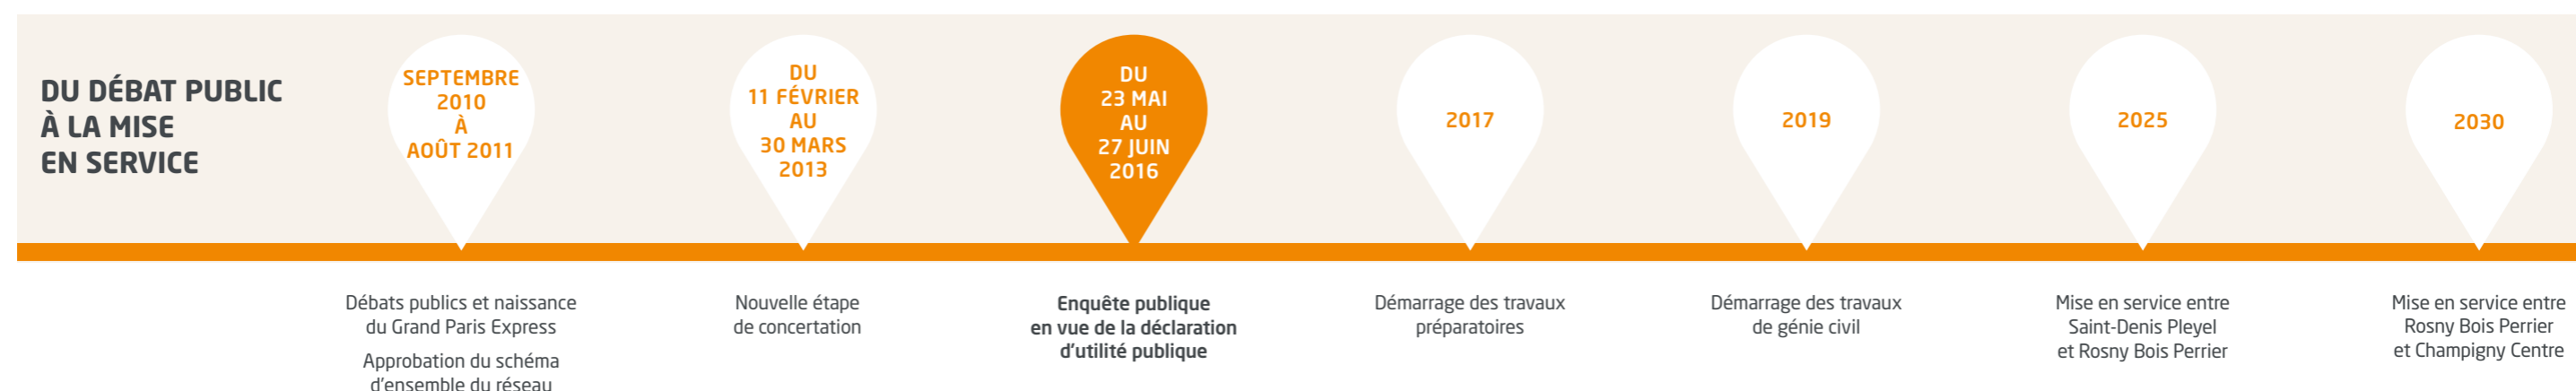 DU DÉBAT PUBLIC
À LA MISE
EN SERVICE
SEPTEMBRE
2010
À
AOÛT 2011
Débats publics et naissance
du Grand Paris Express
Approbation du schéma
d'ensemble du réseau
DU
11 FÉVRIER
AU
30 MARS
2013
Nouvelle étape
de concertation
DU
23 MAI
AU
27 JUIN
2016
Enquête publique
en vue de la déclaration
d'utilité publique
2017
Démarrage des travaux
préparatoires
2019
Démarrage des travaux
de génie civil
2025
Mise en service entre
Saint-Denis Pleyel
et Rosny Bois Perrier
2030
Mise en service entre
Rosny Bois Perrier
et Champigny Centre